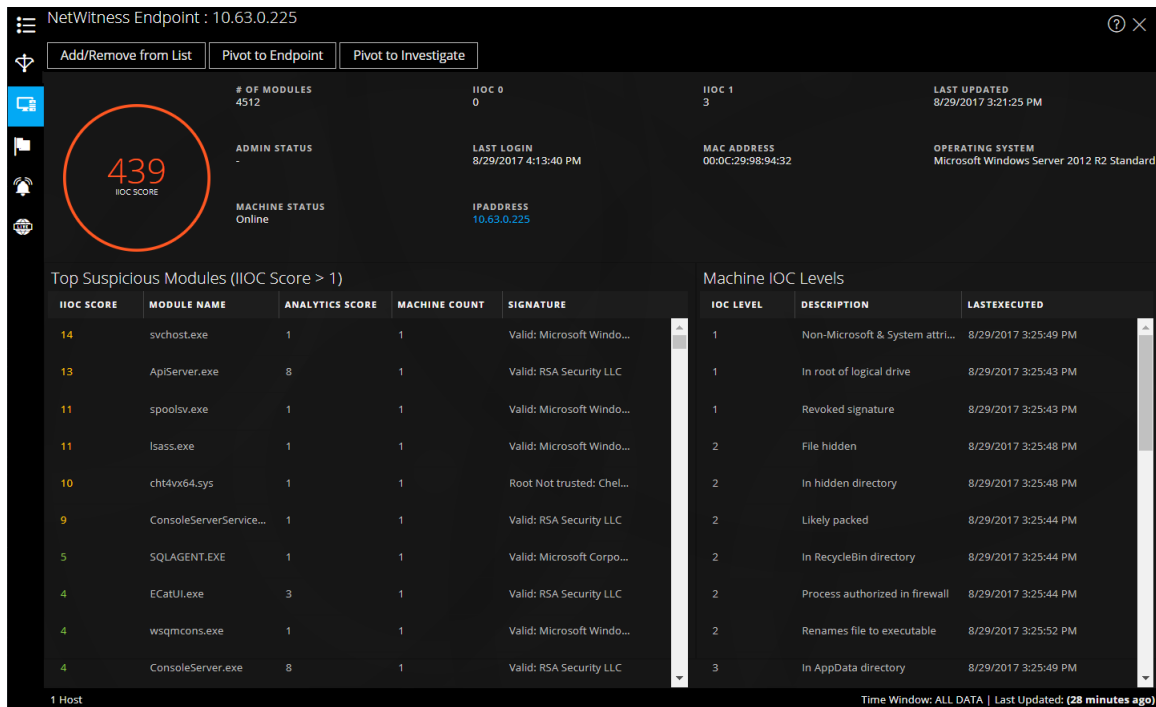 NetWitness Endpoint : 10.63.0.225
Add/Remove from List Pivot to Endpoint Pivot to Investigate
439
IIOC SCORE
# OF MODULES
4512
IIOC 0
0
IIOC 1
3
LAST UPDATED
8/29/2017 3:21:25 PM
ADMIN STATUS
-
LAST LOGIN
8/29/2017 4:13:40 PM
MAC ADDRESS
00:0C:29:98:94:32
OPERATING SYSTEM
Microsoft Windows Server 2012 R2 Standard
MACHINE STATUS
Online
IPADDRESS
10.63.0.225
LIVE
Top Suspicious Modules (IIOC Score > 1)
IIOC SCORE MODULE NAME ANALYTICS SCORE MACHINE COUNT SIGNATURE
14 svchost.exe 1 1 Valid: Microsoft Windo...
13 ApiServer.exe 8 1 Valid: RSA Security LLC
11 spoolsv.exe 1 1 Valid: Microsoft Windo...
11 lsass.exe 1 1 Valid: Microsoft Windo...
10 cht4vx64.sys 1 1 Root Not trusted: Chel...
9 ConsoleServerService... 1 1 Valid: RSA Security LLC
5 SQLAGENT.EXE 1 1 Valid: Microsoft Corpo...
4 ECatUI.exe 3 1 Valid: RSA Security LLC
4 wsqmcons.exe 1 1 Valid: Microsoft Windo...
4 ConsoleServer.exe 8 1 Valid: RSA Security LLC
Machine IOC Levels
IOC LEVEL DESCRIPTION LASTEXECUTED
1 Non-Microsoft & System attri... 8/29/2017 3:25:49 PM
1 In root of logical drive 8/29/2017 3:25:43 PM
1 Revoked signature 8/29/2017 3:25:43 PM
2 File hidden 8/29/2017 3:25:48 PM
2 In hidden directory 8/29/2017 3:25:48 PM
2 Likely packed 8/29/2017 3:25:44 PM
2 In RecycleBin directory 8/29/2017 3:25:44 PM
2 Process authorized in firewall 8/29/2017 3:25:44 PM
2 Renames file to executable 8/29/2017 3:25:52 PM
3 In AppData directory 8/29/2017 3:25:49 PM
1 Host
Time Window: ALL DATA | Last Updated: (28 minutes ago)